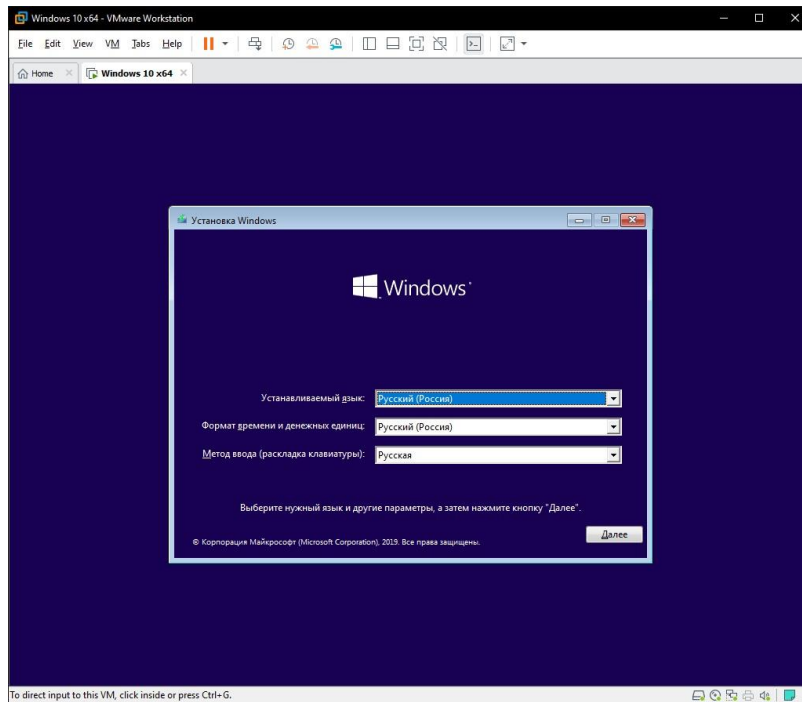 Windows 10 x64 - VMware Workstation
File Edit View VM Tabs Help
Home Windows 10 x64
Установка Windows
Windows
Устанавливаемый язык: Русский (Россия)
Формат времени и денежных единиц: Русский (Россия)
Метод ввода (раскладка клавиатуры): Русская
Выберите нужный язык и другие параметры, а затем нажмите кнопку "Далее".
Далее
© Корпорация Майкрософт (Microsoft Corporation), 2019. Все права защищены.
To direct input to this VM, click inside or press Ctrl+G.